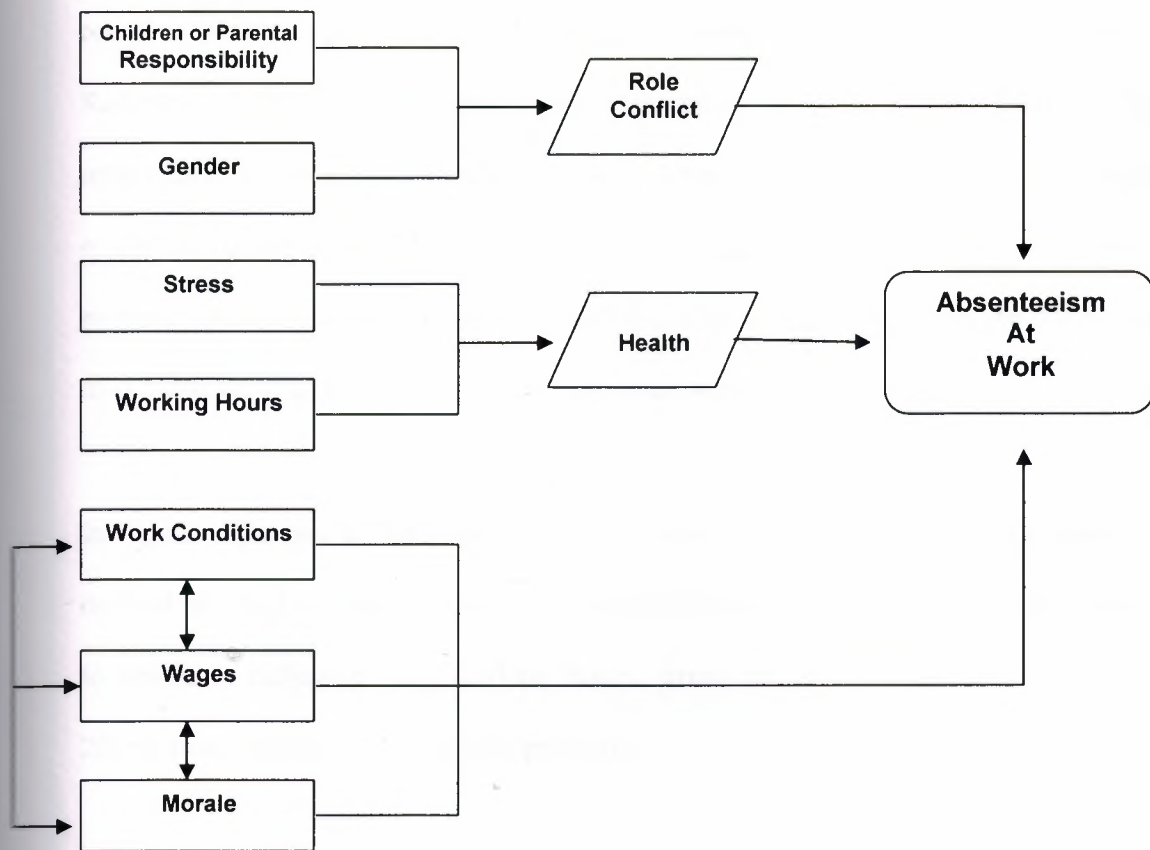 Children or Parental
Responsibility
Role
Conflict
Gender
Stress
Absenteeism
At
Work
Health
Working Hours
Work Conditions
Wages
Morale